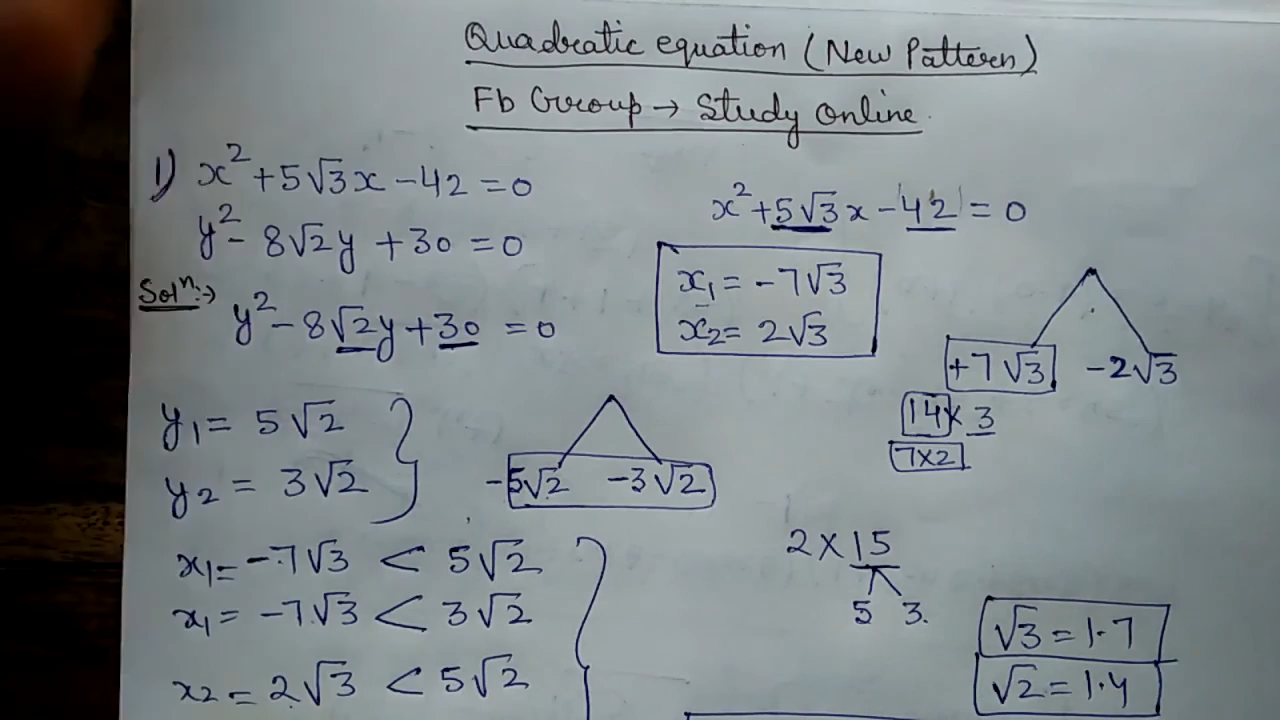 Quadratic equation (New Pattern)
Fb Group → Study Online.
1) x² + 5√3x - 42 = 0
y² - 8√2y + 30 = 0
Solⁿ:→
y² - 8√2y + 30 = 0
y₁ = 5√2
y₂ = 3√2
-5√2 -3√2
x₁ = -7√3 < 5√2
x₁ = -7√3 < 3√2
x₂ = 2√3 < 5√2
x² + 5√3x - 42 = 0
x₁ = -7√3
x₂ = 2√3
+7√3 -2√3
14 × 3
7×2
2 × 15
5 3.
√3 = 1.7
√2 = 1.4